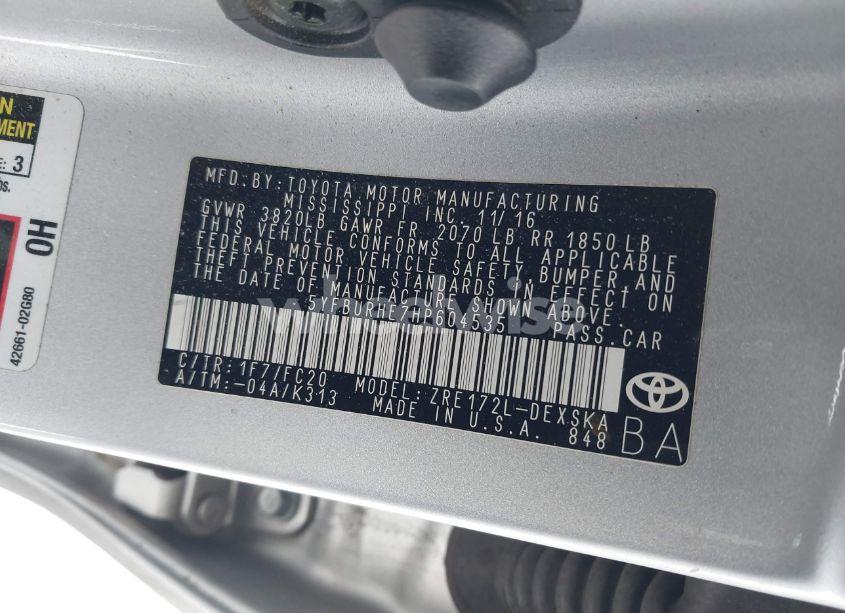 N
EMENT
E: 3
bs.
OH
42661-02G80
MFD. BY: TOYOTA MOTOR MANUFACTURING
MISSISSIPPI INC. 11/16
GVWR 3820LB GAWR FR 2070 LB RR 1850 LB
THIS VEHICLE CONFORMS TO ALL APPLICABLE
FEDERAL MOTOR VEHICLE SAFETY, BUMPER, AND
THEFT PREVENTION STANDARDS IN EFFECT ON
THE DATE OF MANUFACTURE SHOWN ABOVE.
5YFBURHE7HP604535 PASS. CAR
C/TR: 1F7/FC20
A/TM: -04A/K313
MODEL: ZRE172L-DEXSKA
MADE IN U.S.A. 848
BA